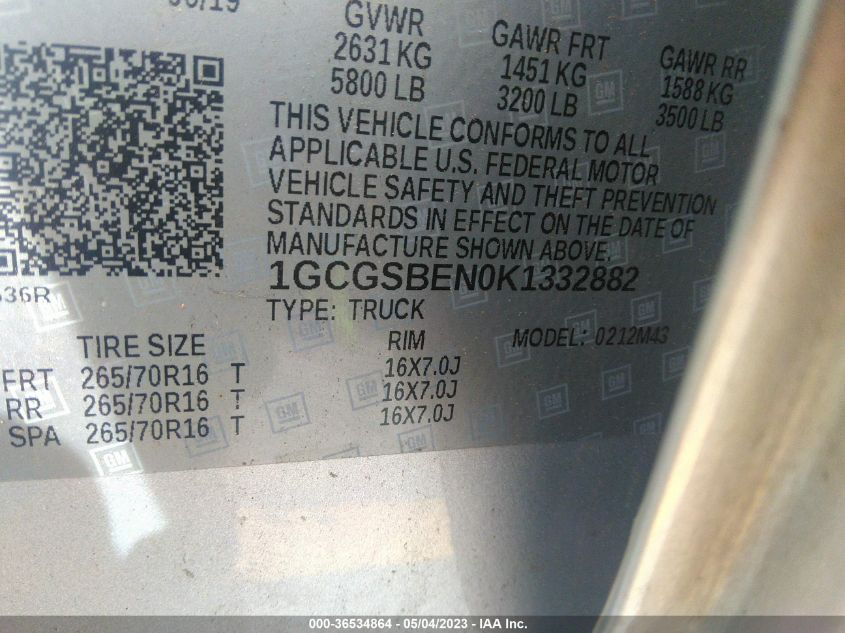 GVWR
2631 KG
5800 LB
GAWR FRT
1451 KG
3200 LB
GAWR RR
1588 KG
3500 LB
THIS VEHICLE CONFORMS TO ALL
APPLICABLE U.S. FEDERAL MOTOR
VEHICLE SAFETY AND THEFT PREVENTION
STANDARDS IN EFFECT ON THE DATE OF
MANUFACTURE SHOWN ABOVE.
1GCGSBEN0K1332882
TYPE: TRUCK
36R
TIRE SIZE RIM MODEL: 0212M43
FRT 265/70R16 T 16X7.0J
RR 265/70R16 T 16X7.0J
SPA 265/70R16 T 16X7.0J
GM
000-36534864 - 05/04/2023 - IAA Inc.